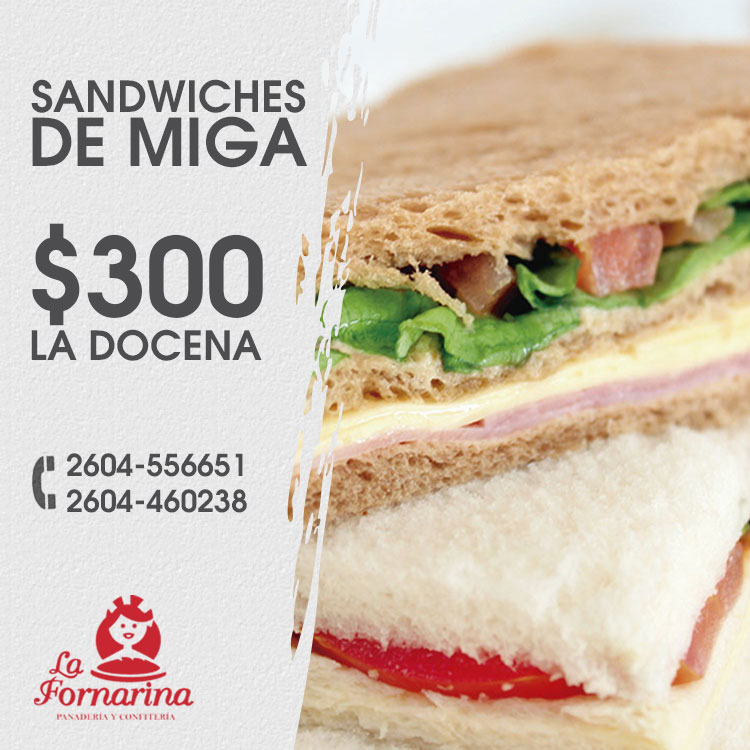 SANDWICHES
DE MIGA
$300
LA DOCENA
2604-556651
2604-460238
La
Fornarina
PANADERÍA Y CONFITERÍA